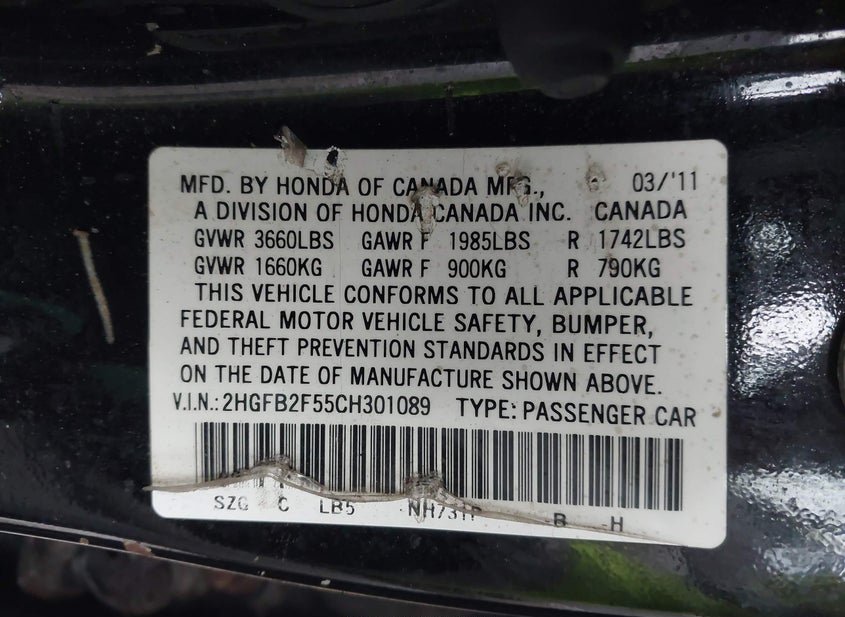 MFD. BY HONDA OF CANADA MFG., 03/'11
A DIVISION OF HONDA CANADA INC. CANADA
GVWR 3660LBS GAWR F 1985LBS R 1742LBS
GVWR 1660KG GAWR F 900KG R 790KG
THIS VEHICLE CONFORMS TO ALL APPLICABLE
FEDERAL MOTOR VEHICLE SAFETY, BUMPER,
AND THEFT PREVENTION STANDARDS IN EFFECT
ON THE DATE OF MANUFACTURE SHOWN ABOVE.
V.I.N.: 2HGFB2F55CH301089 TYPE: PASSENGER CAR
C LB5 B H